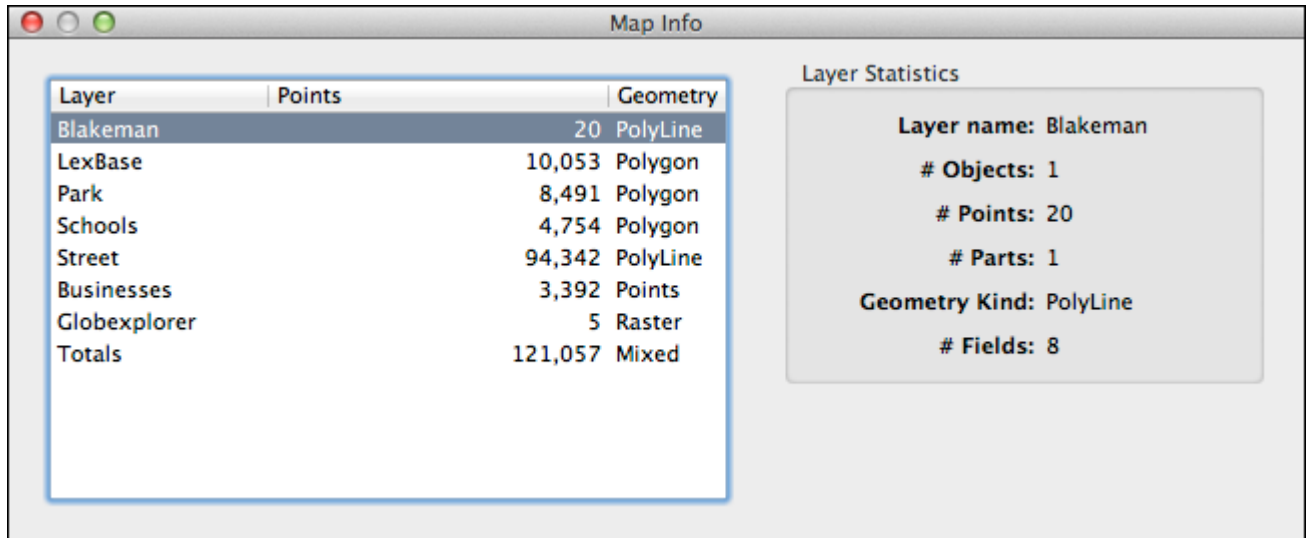 Map Info
Layer Points Geometry
Blakeman 20 PolyLine
LexBase 10,053 Polygon
Park 8,491 Polygon
Schools 4,754 Polygon
Street 94,342 PolyLine
Businesses 3,392 Points
Globexplorer 5 Raster
Totals 121,057 Mixed
Layer Statistics
Layer name: Blakeman
# Objects: 1
# Points: 20
# Parts: 1
Geometry Kind: PolyLine
# Fields: 8